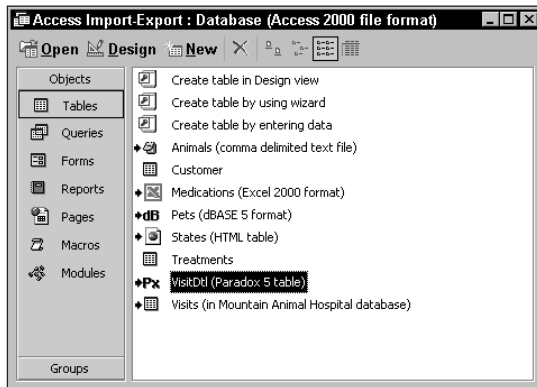 Access Import-Export : Database (Access 2000 file format)
Open Design New
Objects
Tables
Queries
Forms
Reports
Pages
Macros
Modules
Groups
Create table in Design view
Create table by using wizard
Create table by entering data
Animals (comma delimited text file)
Customer
Medications (Excel 2000 format)
dB Pets (dBASE 5 format)
States (HTML table)
Treatments
Px VisitDtl (Paradox 5 table)
Visits (in Mountain Animal Hospital database)